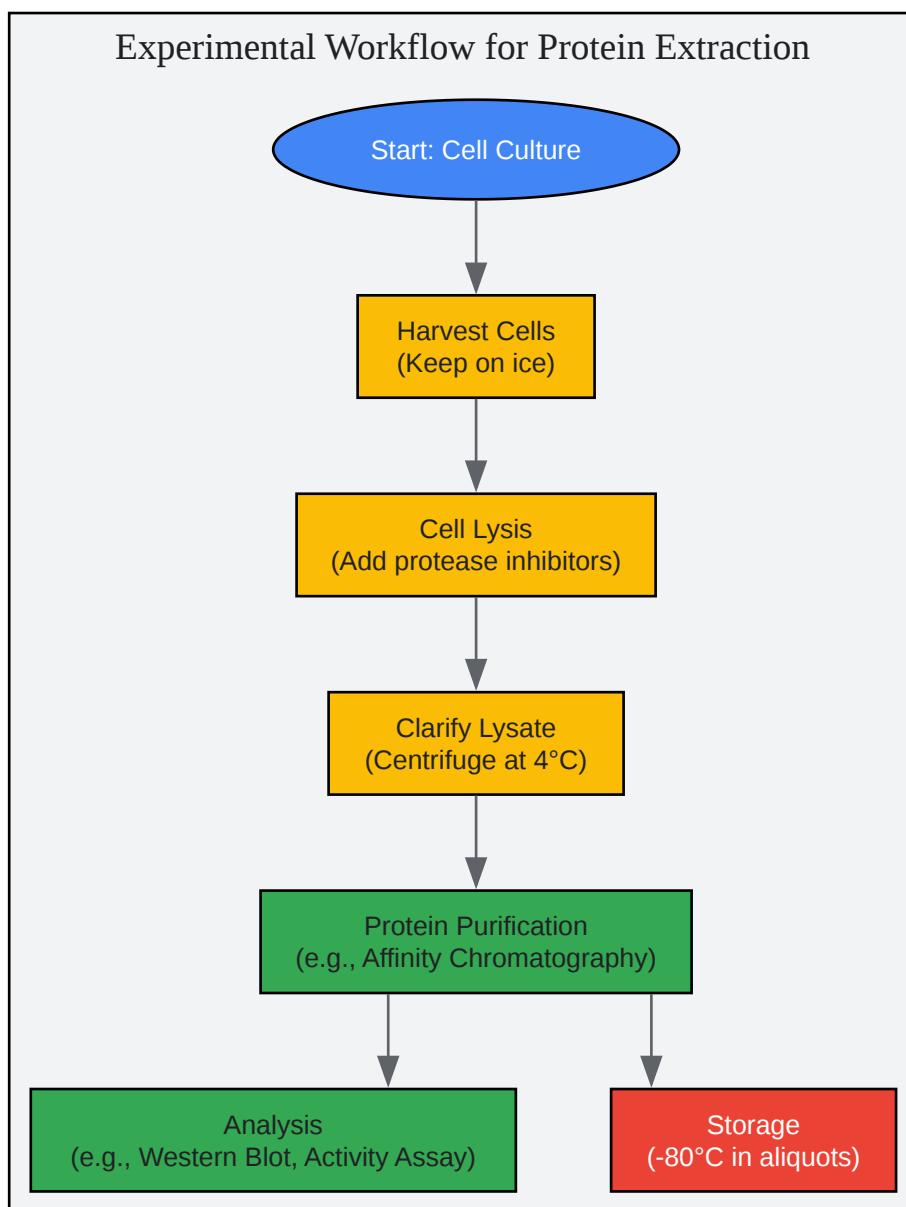 Experimental Workflow for Protein Extraction
Start: Cell Culture
Harvest Cells
(Keep on ice)
Cell Lysis
(Add protease inhibitors)
Clarify Lysate
(Centrifuge at 4°C)
Protein Purification
(e.g., Affinity Chromatography)
Analysis
(e.g., Western Blot, Activity Assay)
Storage
(-80°C in aliquots)